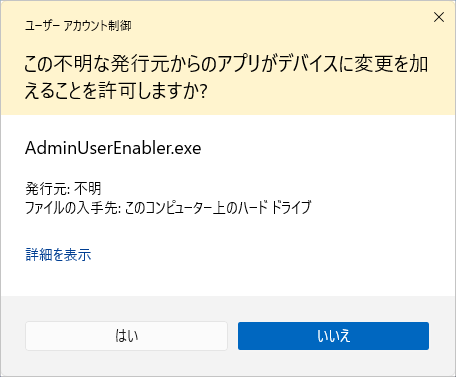 ユーザー アカウント制御
この不明な発行元からのアプリがデバイスに変更を加
えることを許可しますか?
AdminUserEnabler.exe
発行元: 不明
ファイルの入手先: このコンピューター上のハード ドライブ
詳細を表示
はい
いいえ